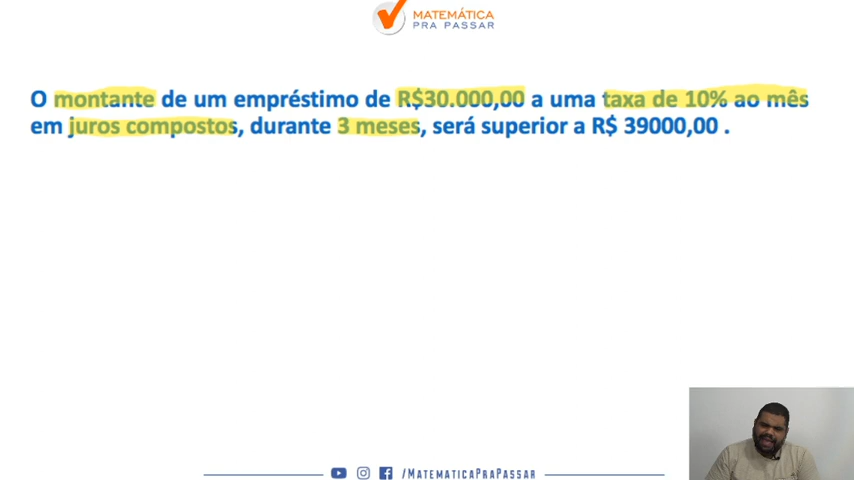 MATEMÁTICA
PRA PASSAR
O montante de um empréstimo de R$30.000,00 a uma taxa de 10% ao mês
em juros compostos, durante 3 meses, será superior a R$ 39000,00 .
/MATEMATICAPRAPASSAR